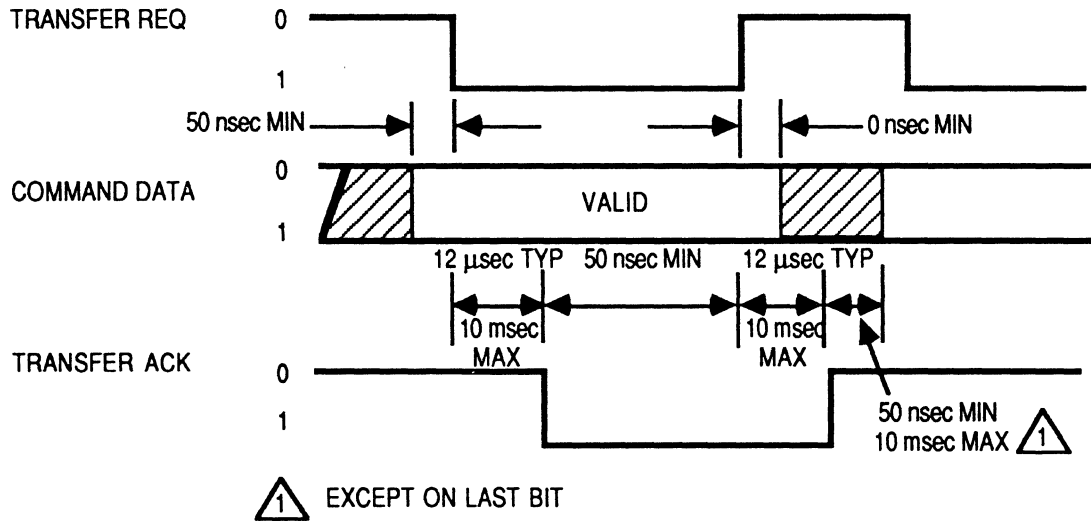 TRANSFER REQ
0
1
50 nsec MIN
0 nsec MIN
COMMAND DATA
0
1
VALID
12 μsec TYP
50 nsec MIN
12 μsec TYP
10 msec
MAX
10 msec
MAX
TRANSFER ACK
0
1
50 nsec MIN
10 msec MAX
1
1
EXCEPT ON LAST BIT